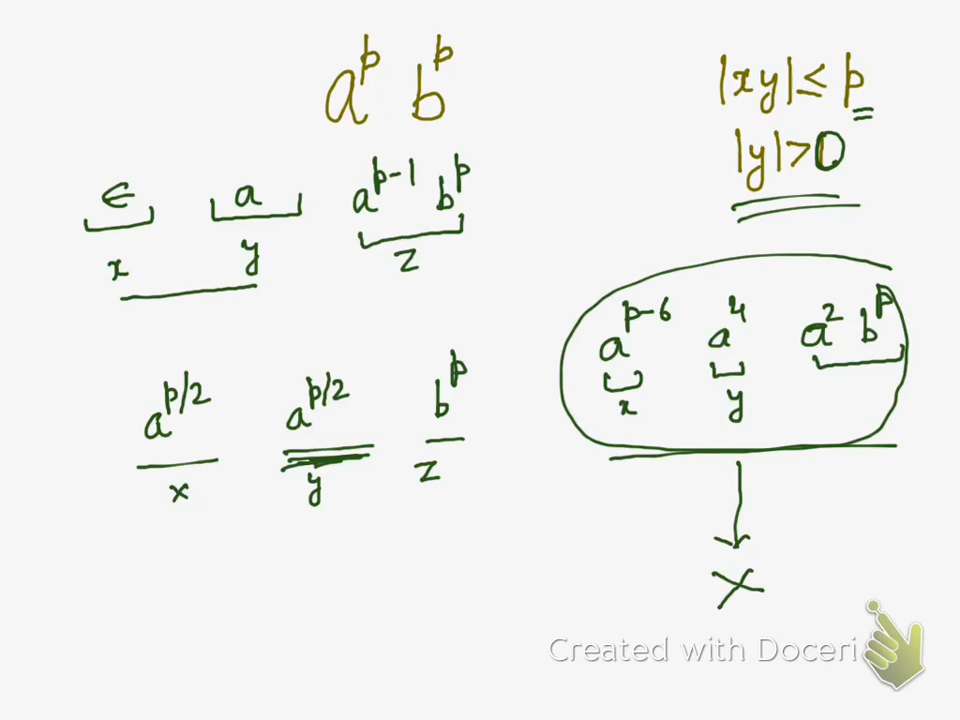 a^p b^p
|xy| ≤ p
|y| > 0
ϵ a a^{p-1} b^p
x y z
a^{p-6} a^4 a^2 b^p
x y
a^{p/2} a^{p/2} b^p
x y z
x
Created with Doceri